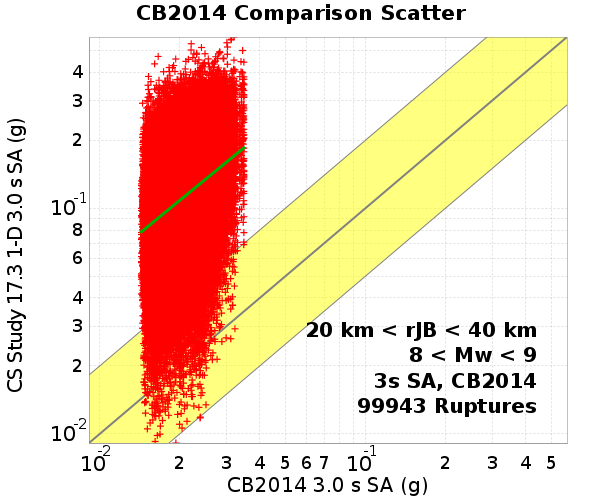 CB2014 Comparison Scatter
CS Study 17.3 1-D 3.0 s SA (g)
4
3
2
10-1
8
6
4
3
2
10-2
20 km < rJB < 40 km
8 < Mw < 9
3s SA, CB2014
99943 Ruptures
10-2 2 3 4 5 6 7 10-1 2 3 4 5
CB2014 3.0 s SA (g)